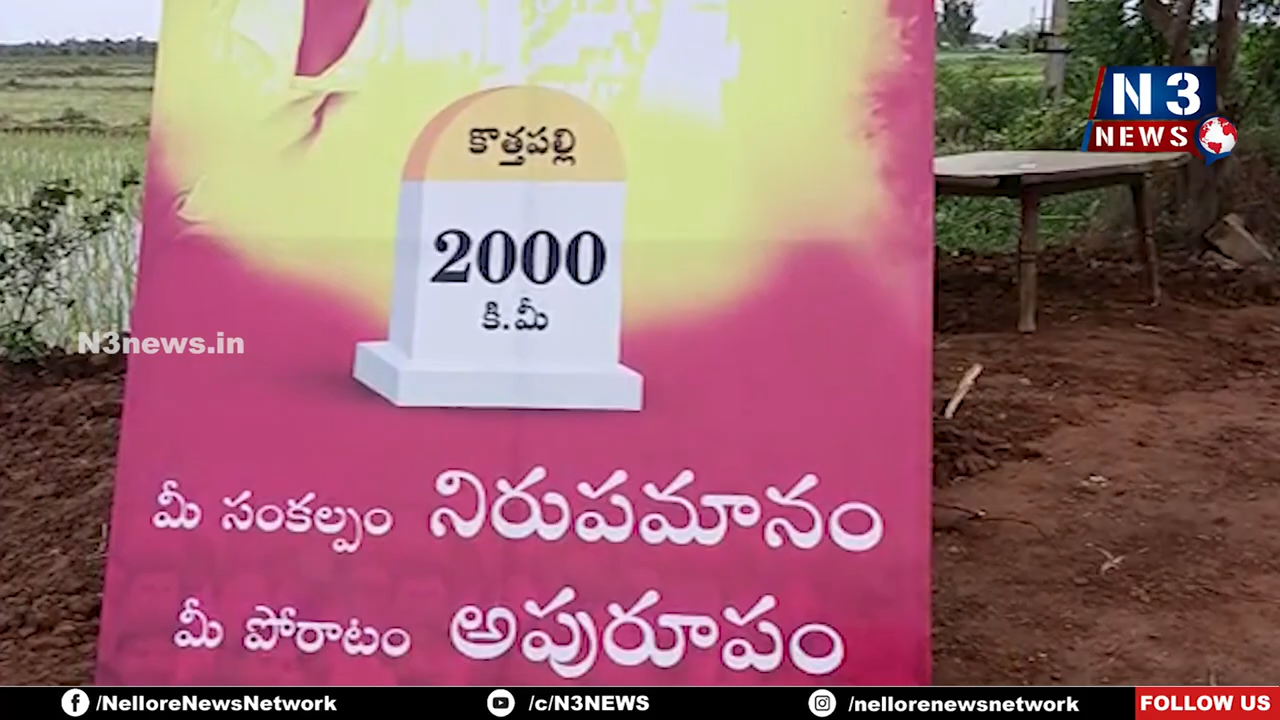 N3
NEWS
కొత్తపల్లి
2000
కి.మీ
N3news.in
మీ సంకల్పం నిరుపమానం
మీ పోరాటం అపురూపం
/NelloreNewsNetwork
/c/N3NEWS
/nellorenewsnetwork
FOLLOW US